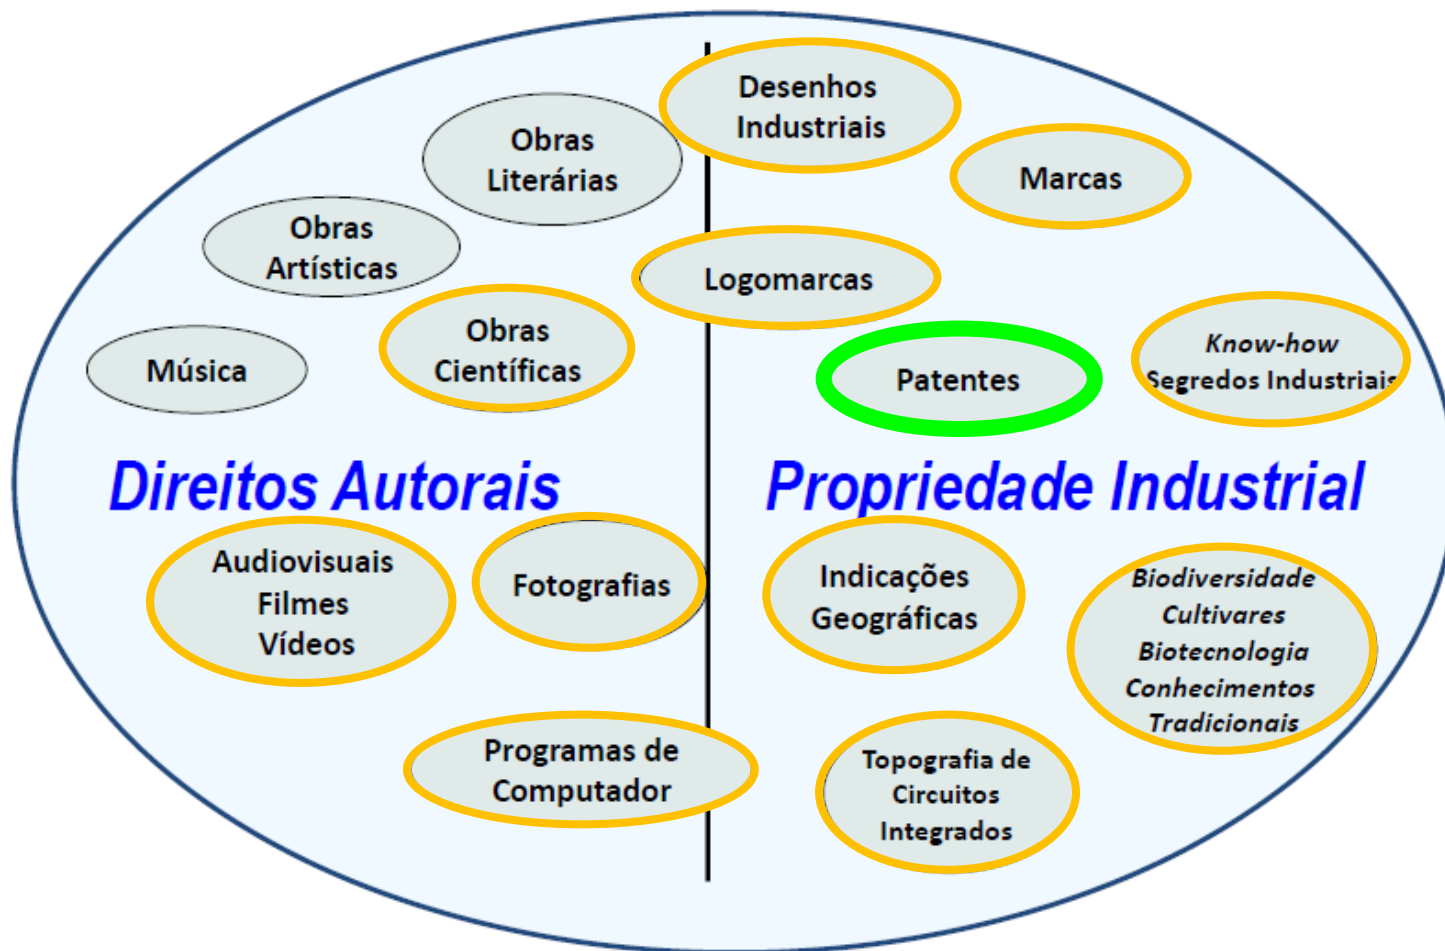 Desenhos
Industriais
Obras
Literárias
Marcas
Obras
Artísticas
Logomarcas
Obras
Científicas
Música
Patentes
Know-how
Segredos Industriais
Direitos Autorais
Propriedade Industrial
Audiovisuais
Filmes
Vídeos
Fotografias
Indicações
Geográficas
Biodiversidade
Cultivares
Biotecnologia
Conhecimentos
Tradicionais
Programas de
Computador
Topografia de
Circuitos
Integrados